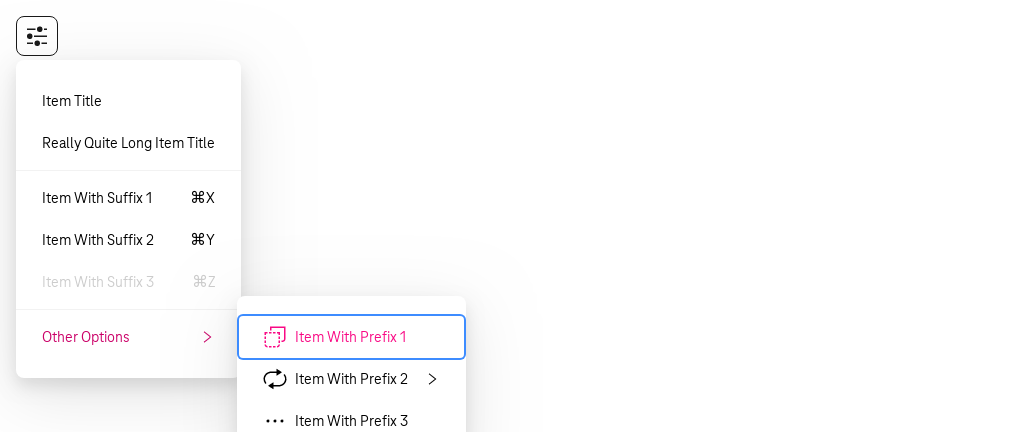 Item Title
Really Quite Long Item Title
Item With Suffix 1 ⌘X
Item With Suffix 2 ⌘Y
Item With Suffix 3 ⌘Z
Other Options
Item With Prefix 1
Item With Prefix 2
Item With Prefix 3